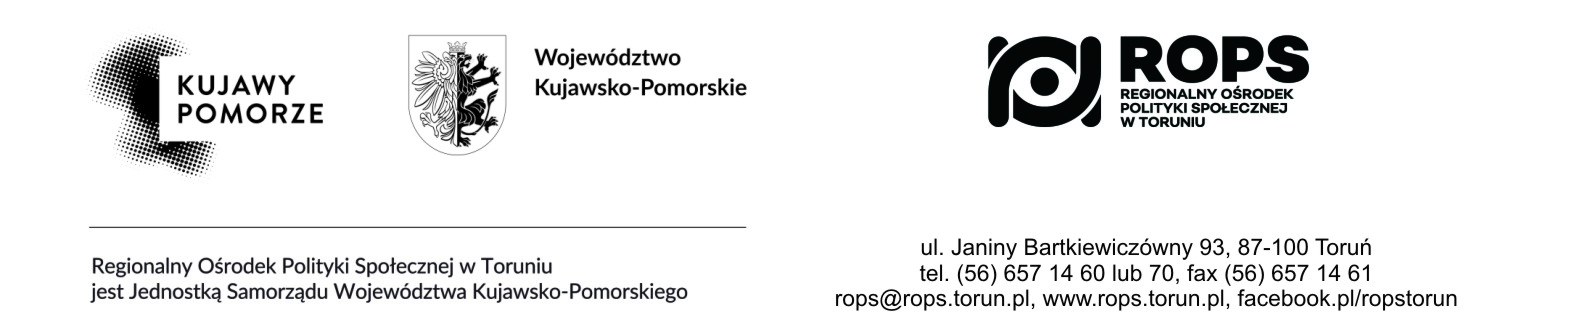 KUJAWY
POMORZE
Województwo
Kujawsko-Pomorskie
ROPS
REGIONALNY OŚRODEK
POLITYKI SPOŁECZNEJ
W TORUNIU
Regionalny Ośrodek Polityki Społecznej w Toruniu
jest Jednostką Samorządu Województwa Kujawsko-Pomorskiego
ul. Janiny Bartkiewiczówny 93, 87-100 Toruń
tel. (56) 657 14 60 lub 70, fax (56) 657 14 61
rops@rops.torun.pl, www.rops.torun.pl, facebook.pl/ropstorun